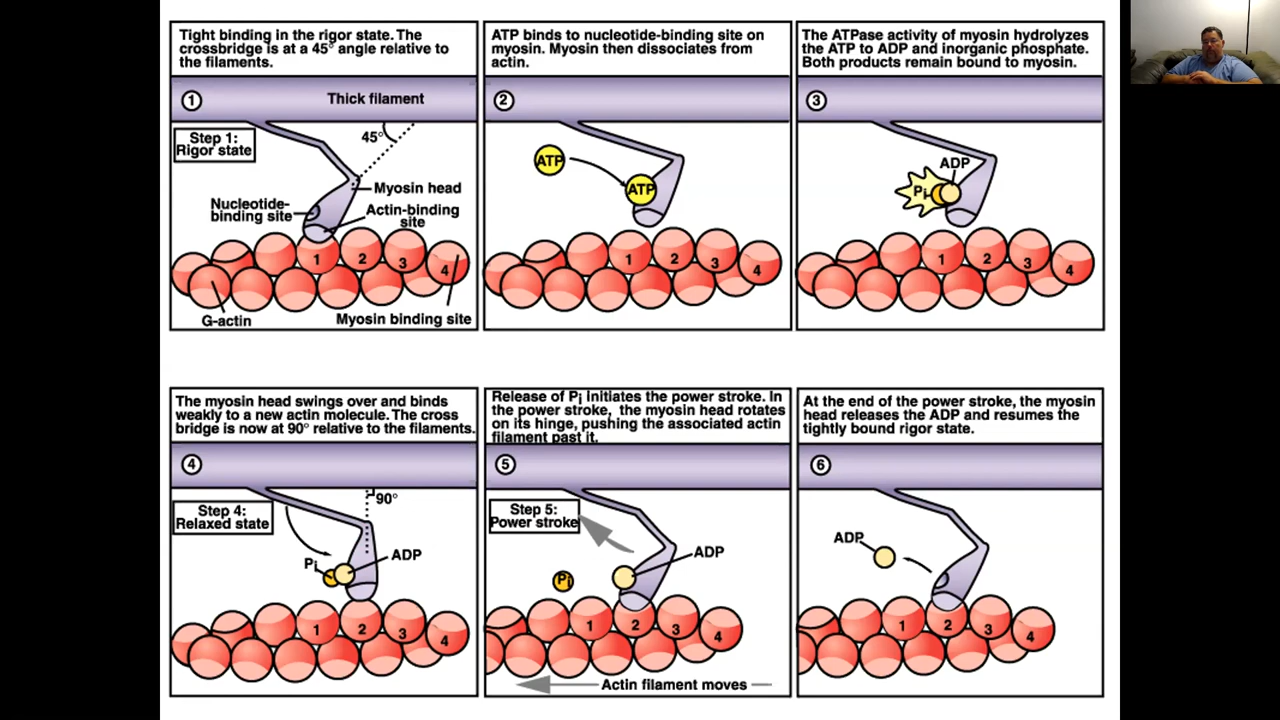 Tight binding in the rigor state. The
crossbridge is at a 45° angle relative to
the filaments.
1
Thick filament
Step 1:
Rigor state
45°
Myosin head
Nucleotide-
binding site
Actin-binding
site
1
2
3
4
G-actin
Myosin binding site
ATP binds to nucleotide-binding site on
myosin. Myosin then dissociates from
actin.
2
ATP
ATP
1
2
3
4
The ATPase activity of myosin hydrolyzes
the ATP to ADP and inorganic phosphate.
Both products remain bound to myosin.
3
ADP
Pi
1
2
3
4
The myosin head swings over and binds
weakly to a new actin molecule. The cross
bridge is now at 90° relative to the filaments.
4
90°
Step 4:
Relaxed state
ADP
Pi
1
2
3
4
Release of Pi initiates the power stroke. In
the power stroke, the myosin head rotates
on its hinge, pushing the associated actin
filament past it.
5
Step 5:
Power stroke
ADP
Pi
1
2
3
4
Actin filament moves
At the end of the power stroke, the myosin
head releases the ADP and resumes the
tightly bound rigor state.
6
ADP
1
2
3
4